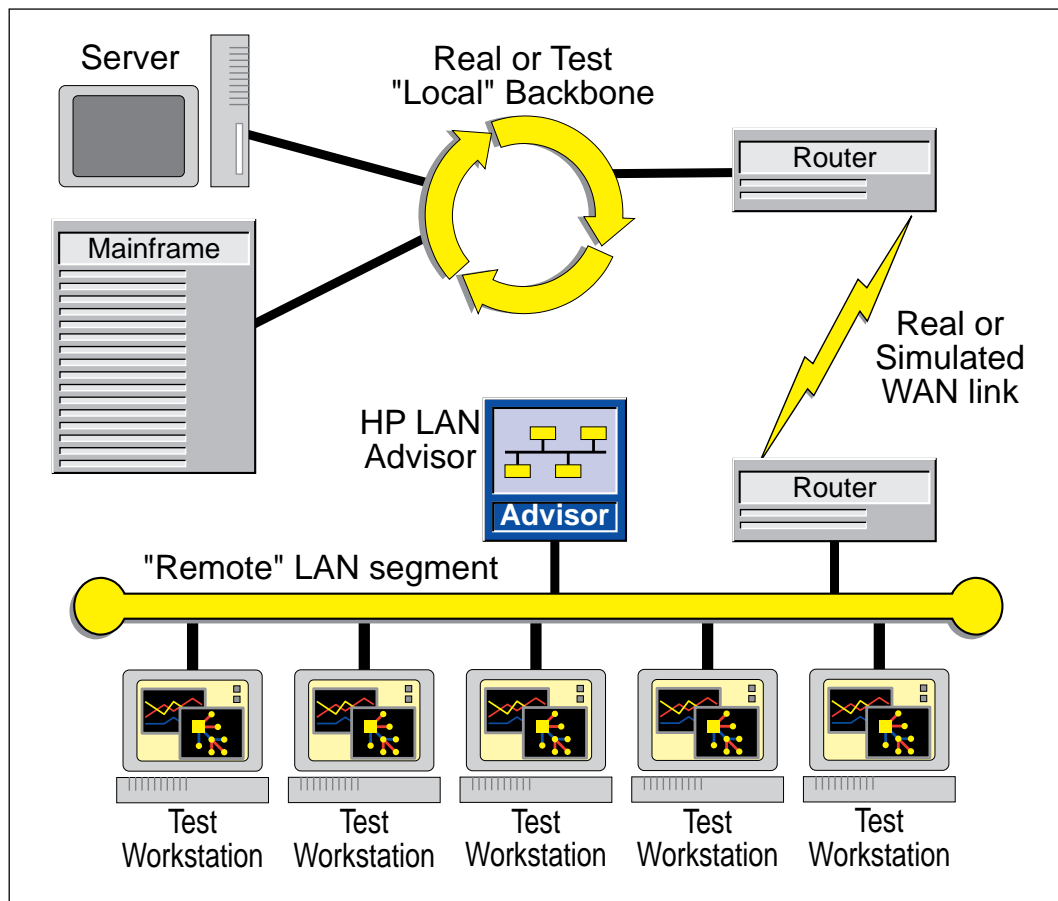 Server
Real or Test
"Local" Backbone
Router
Mainframe
Real or
Simulated
WAN link
HP LAN
Advisor
Advisor
Router
"Remote" LAN segment
Test
Workstation
Test
Workstation
Test
Workstation
Test
Workstation
Test
Workstation